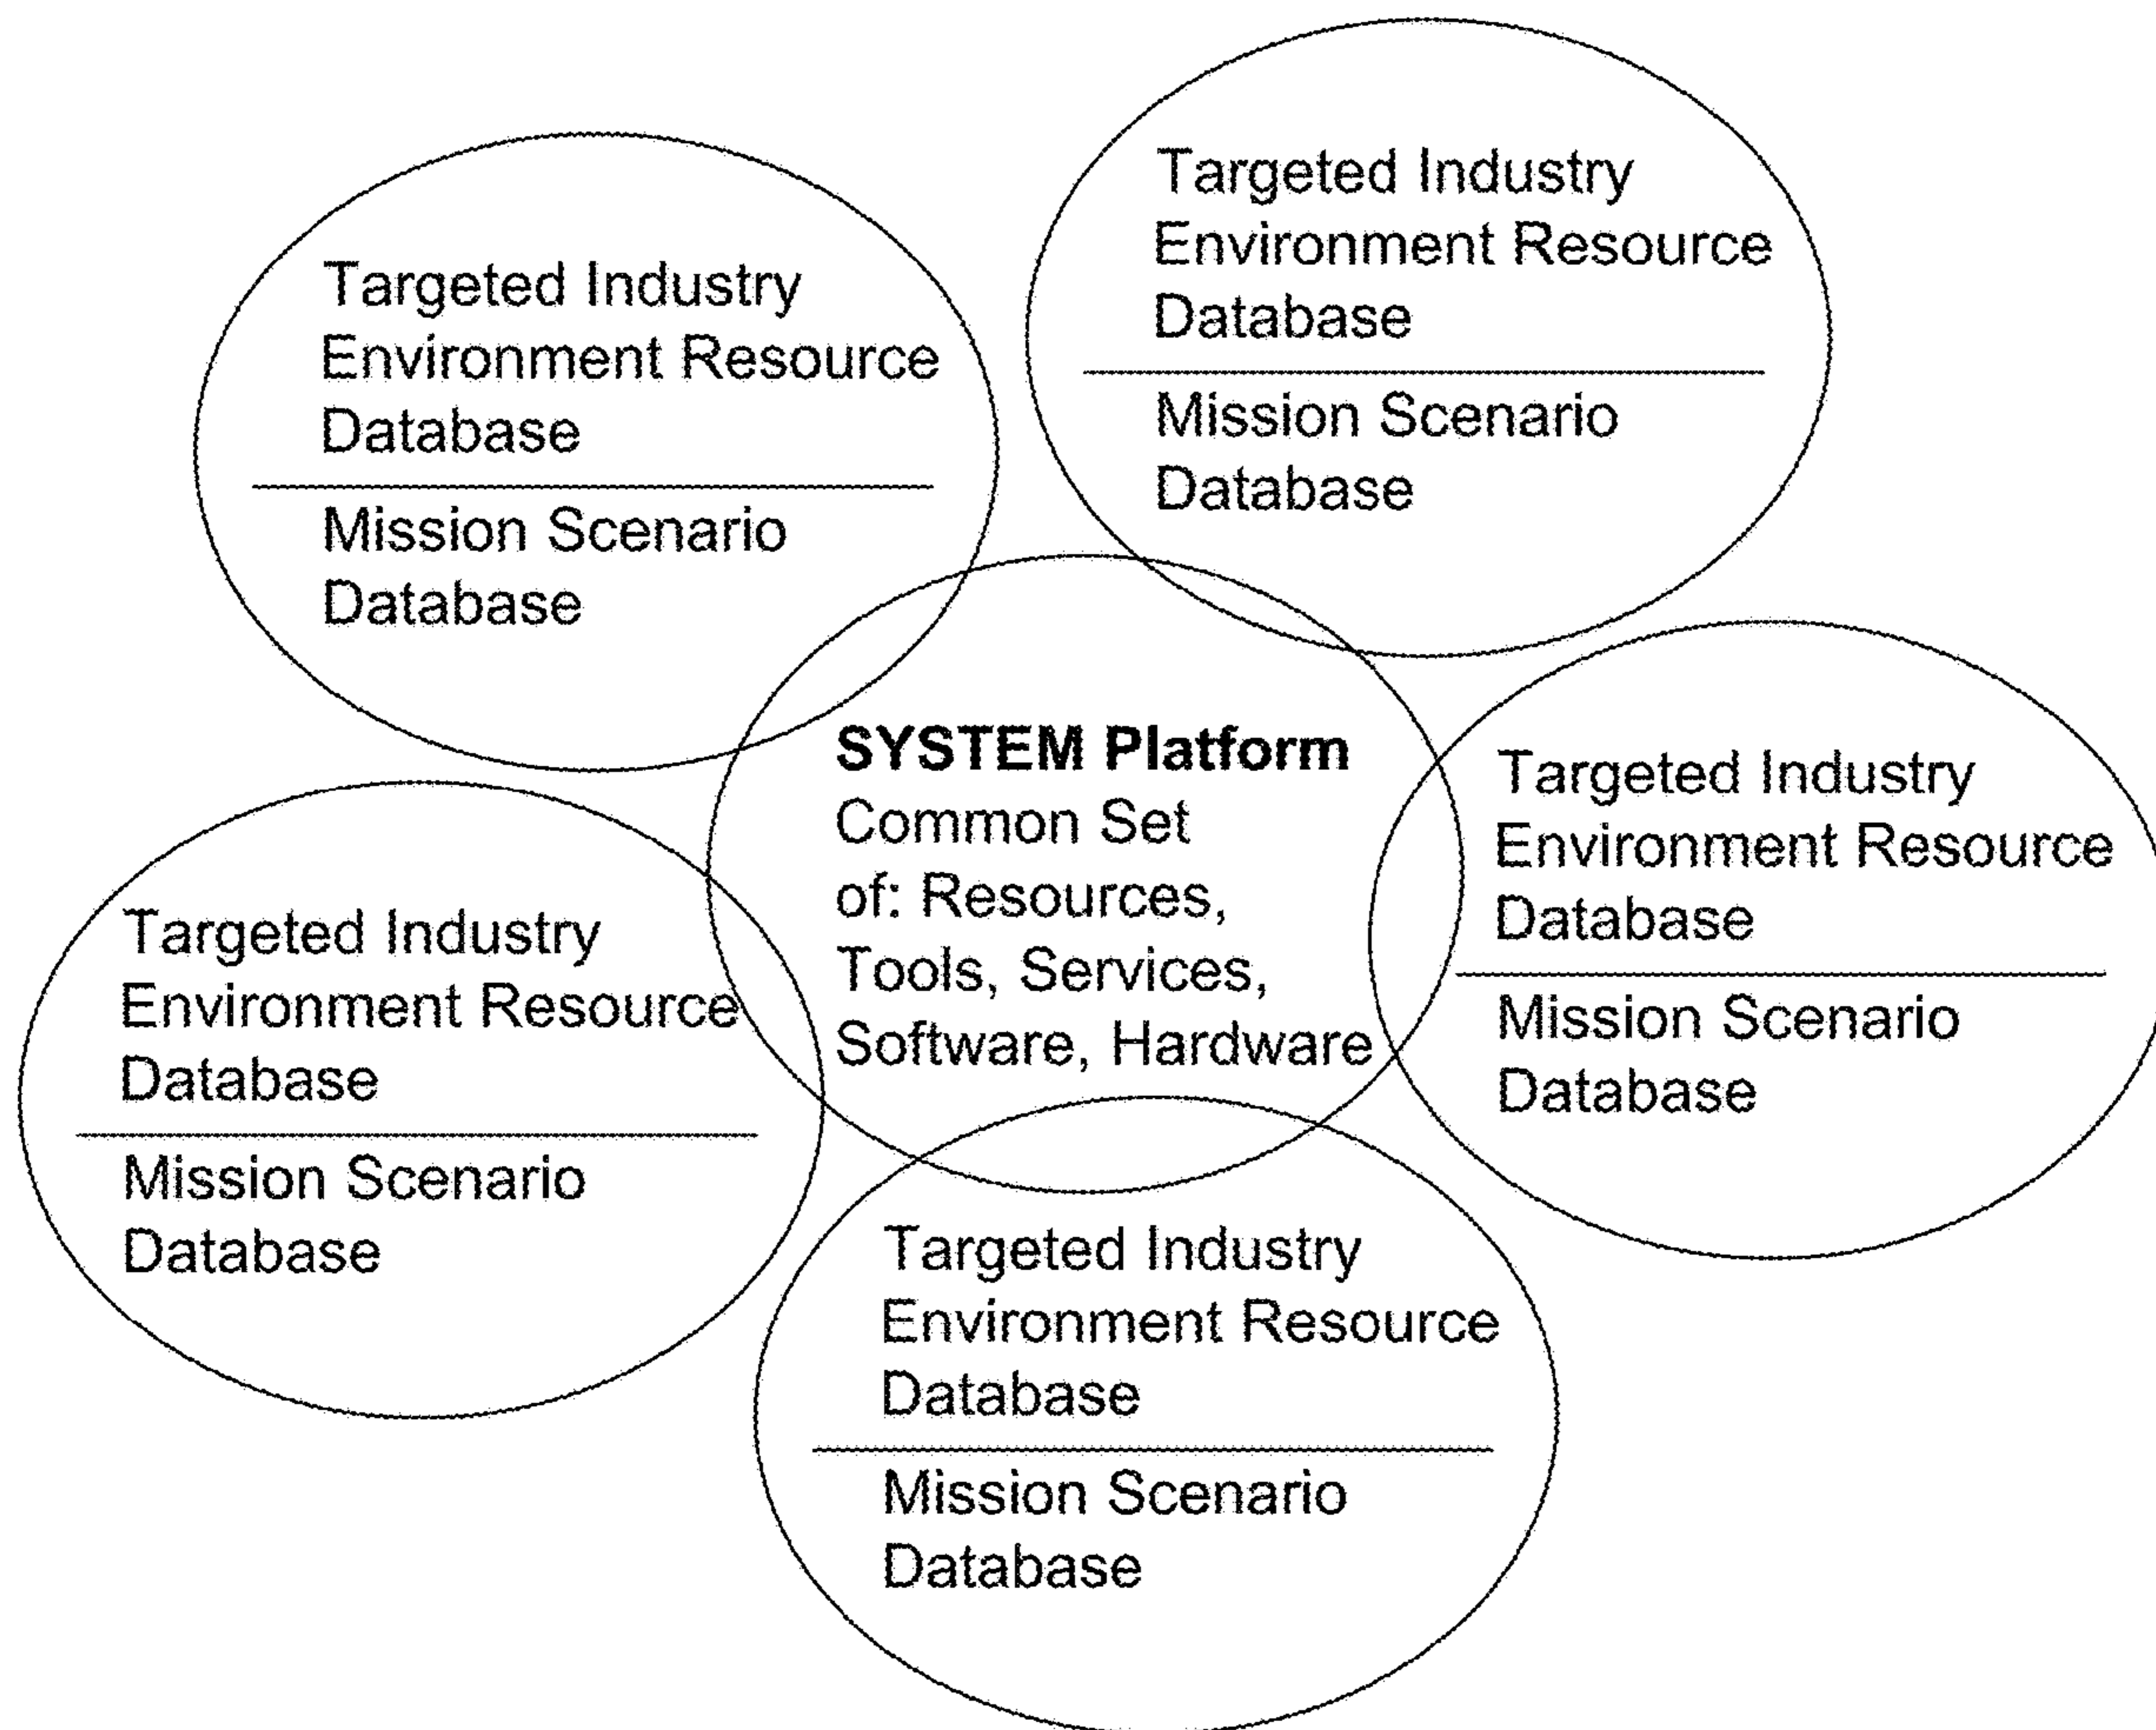 Targeted Industry
Environment Resource
Database
Mission Scenario
Database
Targeted Industry
Environment Resource
Database
Mission Scenario
Database
SYSTEM Platform
Common Set
of: Resources,
Tools, Services,
Software, Hardware
Targeted Industry
Environment Resource
Database
Mission Scenario
Database
Targeted Industry
Environment Resource
Database
Mission Scenario
Database
Targeted Industry
Environment Resource
Database
Mission Scenario
Database